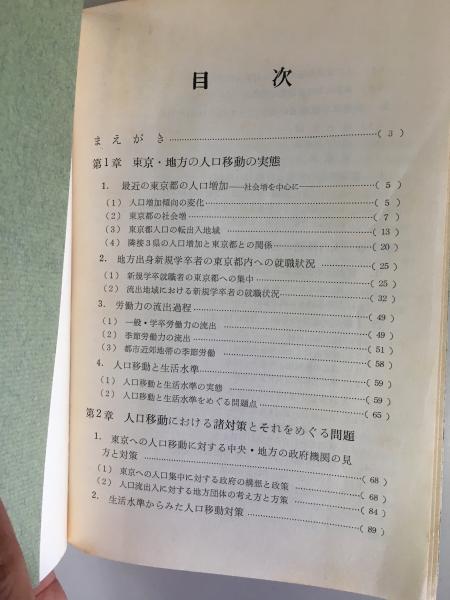 目次
まえがき……………………………( 3 )
第1章 東京・地方の人口移動の実態
1. 最近の東京都の人口増加――社会増を中心に……………( 5 )
(1) 人口増加傾向の変化……………( 5 )
(2) 東京都の社会増……………( 7 )
(3) 東京都人口の転出入地域……………( 13 )
(4) 隣接3県の人口増加と東京都との関係……………( 20 )
2. 地方出身新規学卒者の東京都内への就職状況……………( 25 )
(1) 新規学卒就職者の東京都への集中……………( 25 )
(2) 流出地域における新規学卒者の就職状況……………( 32 )
3. 労働力の流出過程……………( 49 )
(1) 一般・学卒労働力の流出……………( 49 )
(2) 季節労働力の流出……………( 51 )
(3) 都市近郊地帯の季節労働……………( 58 )
4. 人口移動と生活水準……………( 59 )
(1) 人口移動と生活水準の実態……………( 59 )
(2) 人口移動と生活水準をめぐる問題点……………( 65 )
第2章 人口移動における諸対策とそれをめぐる問題
1. 東京への人口移動に対する中央・地方の政府機関の見
方と対策……………( 68 )
(1) 東京への人口集中に対する政府の構想と政策……………( 68 )
(2) 人口流出入に対する地方団体の考え方と方策……………( 84 )
2. 生活水準からみた人口移動対策……………( 89 )